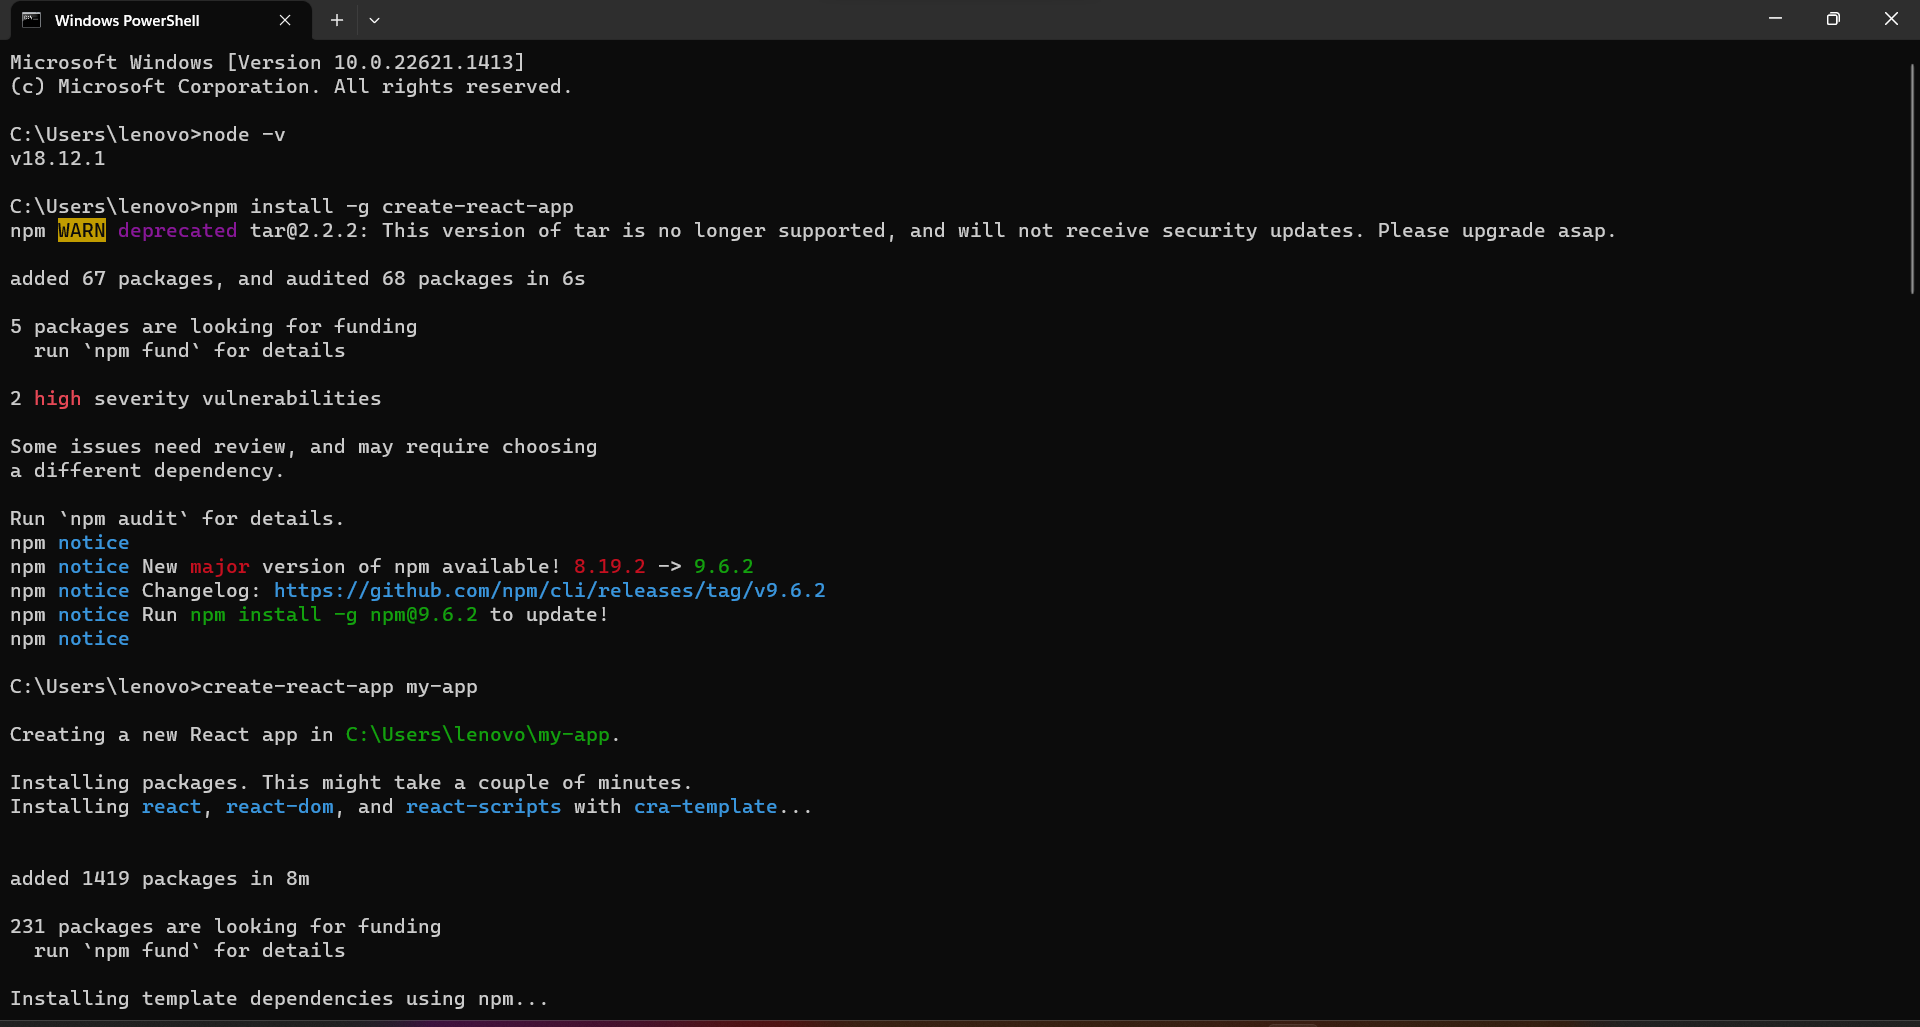 Windows PowerShell
Microsoft Windows [Version 10.0.22621.1413]
(c) Microsoft Corporation. All rights reserved.
C:\Users\lenovo>node -v
v18.12.1
C:\Users\lenovo>npm install -g create-react-app
npm WARN deprecated tar@2.2.2: This version of tar is no longer supported, and will not receive security updates. Please upgrade asap.
added 67 packages, and audited 68 packages in 6s
5 packages are looking for funding
  run `npm fund` for details
2 high severity vulnerabilities
Some issues need review, and may require choosing
a different dependency.
Run `npm audit` for details.
npm notice
npm notice New major version of npm available! 8.19.2 -> 9.6.2
npm notice Changelog: https://github.com/npm/cli/releases/tag/v9.6.2
npm notice Run npm install -g npm@9.6.2 to update!
npm notice
C:\Users\lenovo>create-react-app my-app
Creating a new React app in C:\Users\lenovo\my-app.
Installing packages. This might take a couple of minutes.
Installing react, react-dom, and react-scripts with cra-template...
added 1419 packages in 8m
231 packages are looking for funding
  run `npm fund` for details
Installing template dependencies using npm...